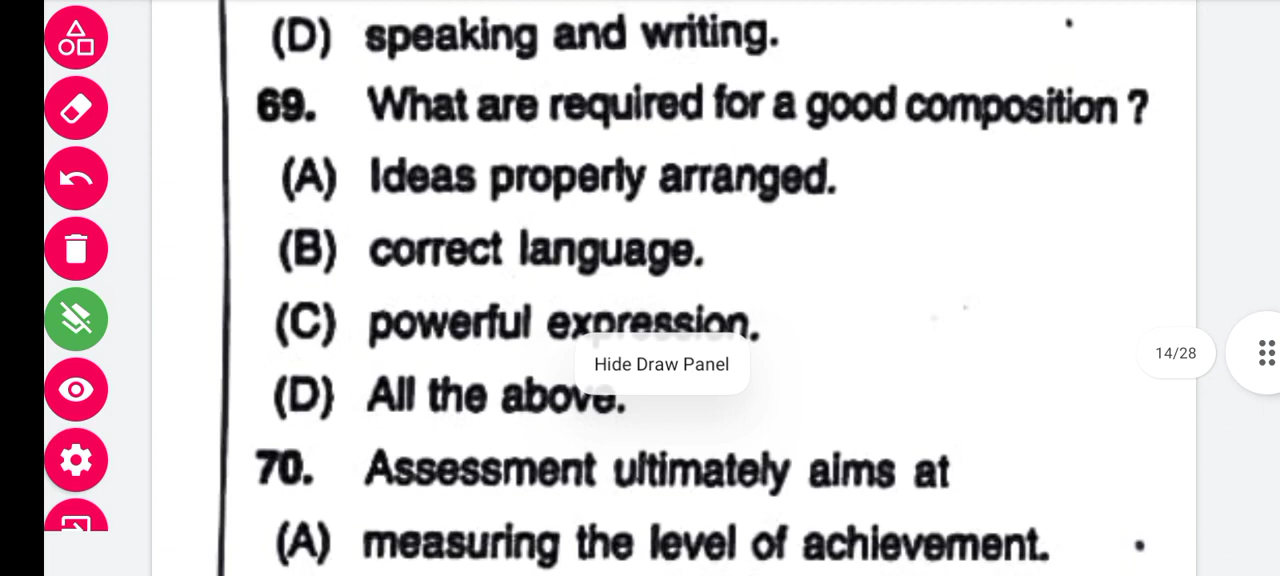 (D) speaking and writing.
69. What are required for a good composition ?
(A) Ideas properly arranged.
(B) correct language.
(C) powerful expression.
Hide Draw Panel
14/28
(D) All the above.
70. Assessment ultimately aims at
(A) measuring the level of achievement.